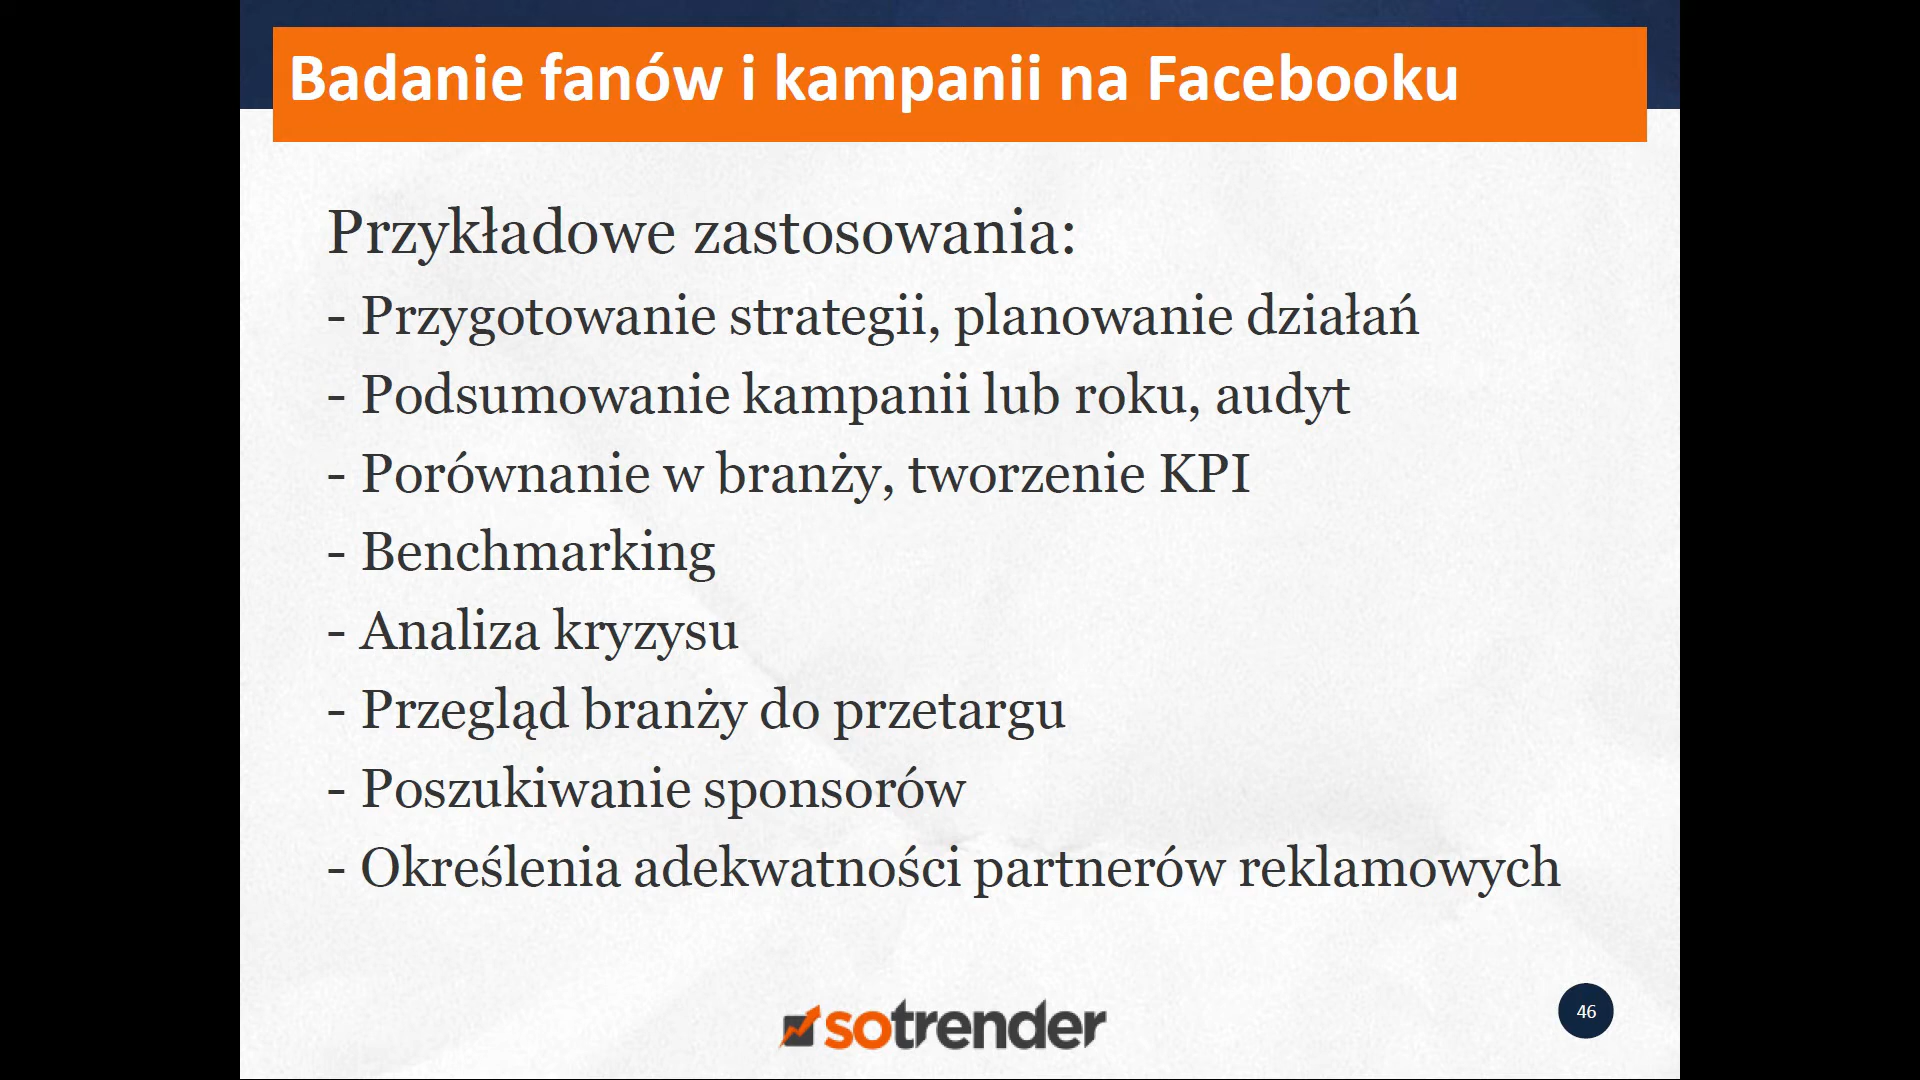 Badanie fanów i kampanii na Facebooku
Przykładowe zastosowania:
- Przygotowanie strategii, planowanie działań
- Podsumowanie kampanii lub roku, audyt
- Porównanie w branży, tworzenie KPI
- Benchmarking
- Analiza kryzysu
- Przegląd branży do przetargu
- Poszukiwanie sponsorów
- Określenia adekwatności partnerów reklamowych
sotrender
46